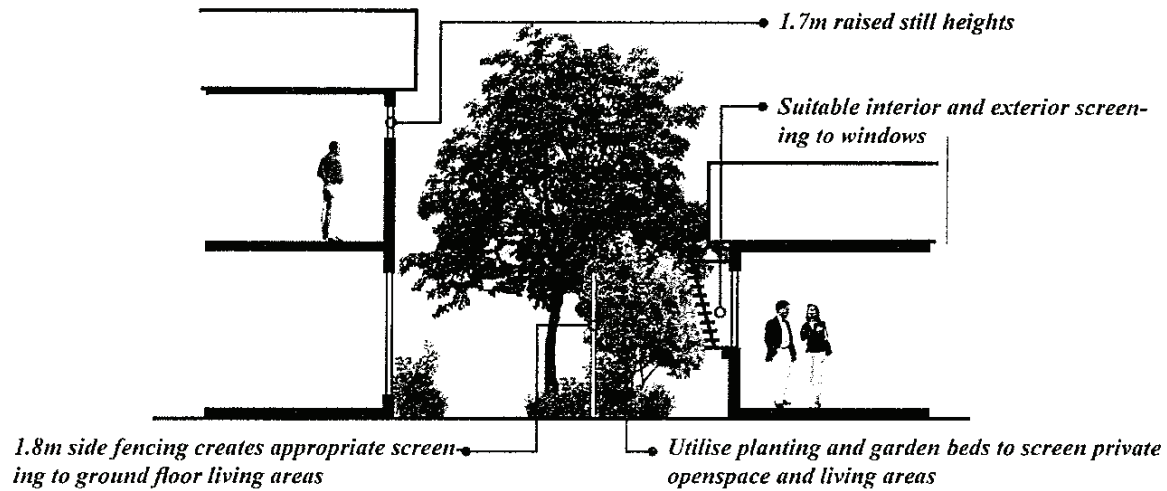 1.7m raised still heights
Suitable interior and exterior screen-
ing to windows
1.8m side fencing creates appropriate screen-
ing to ground floor living areas
Utilise planting and garden beds to screen private
openspace and living areas